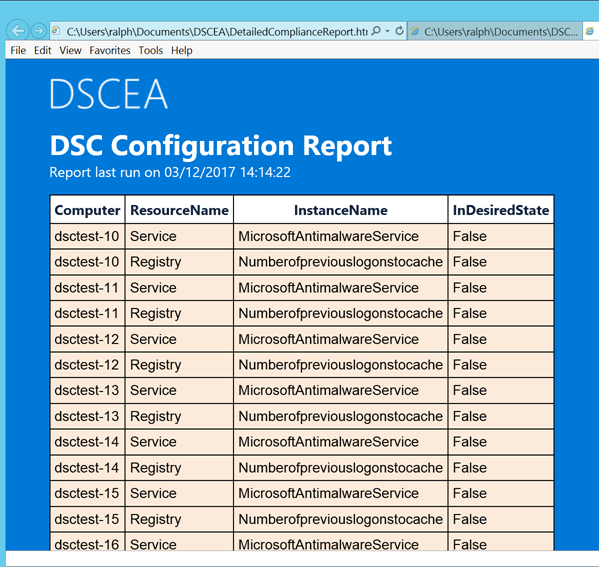 C:\Users\ralph\Documents\DSCEA\DetailedComplianceReport.htm
C:\Users\ralph\Documents\DSC...
File Edit View Favorites Tools Help
DSCEA
DSC Configuration Report
Report last run on 03/12/2017 14:14:22
Computer ResourceName InstanceName InDesiredState
dsctest-10 Service MicrosoftAntimalwareService False
dsctest-10 Registry Numberofpreviouslogonstocache False
dsctest-11 Service MicrosoftAntimalwareService False
dsctest-11 Registry Numberofpreviouslogonstocache False
dsctest-12 Service MicrosoftAntimalwareService False
dsctest-12 Registry Numberofpreviouslogonstocache False
dsctest-13 Service MicrosoftAntimalwareService False
dsctest-13 Registry Numberofpreviouslogonstocache False
dsctest-14 Service MicrosoftAntimalwareService False
dsctest-14 Registry Numberofpreviouslogonstocache False
dsctest-15 Service MicrosoftAntimalwareService False
dsctest-15 Registry Numberofpreviouslogonstocache False
dsctest-16 Service MicrosoftAntimalwareService False